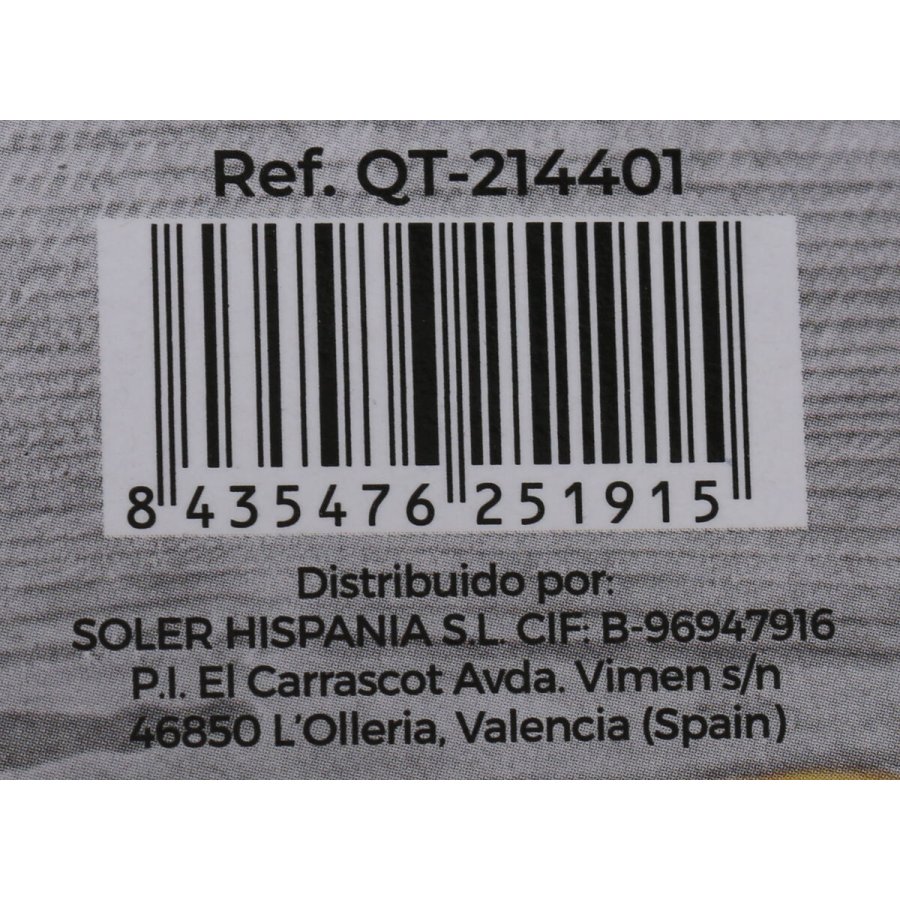 Ref. QT-214401
8 435476 251915
Distribuido por:
SOLER HISPANIA S.L. CIF: B-96947916
P.I. El Carrascot Avda. Vimen s/n
46850 L'Olleria, Valencia (Spain)